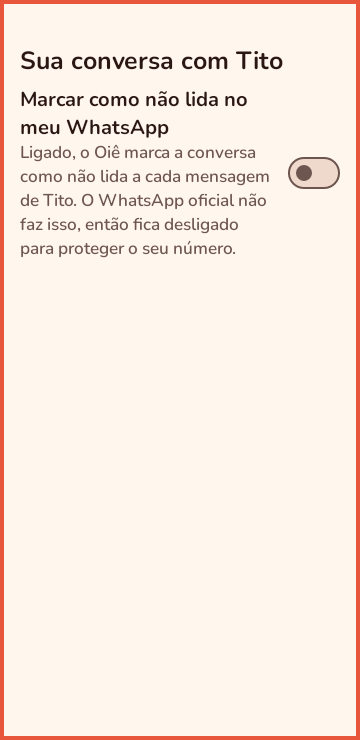 Sua conversa com Tito
Marcar como não lida no
meu WhatsApp
Ligado, o Oiê marca a conversa
como não lida a cada mensagem
de Tito. O WhatsApp oficial não
faz isso, então fica desligado
para proteger o seu número.